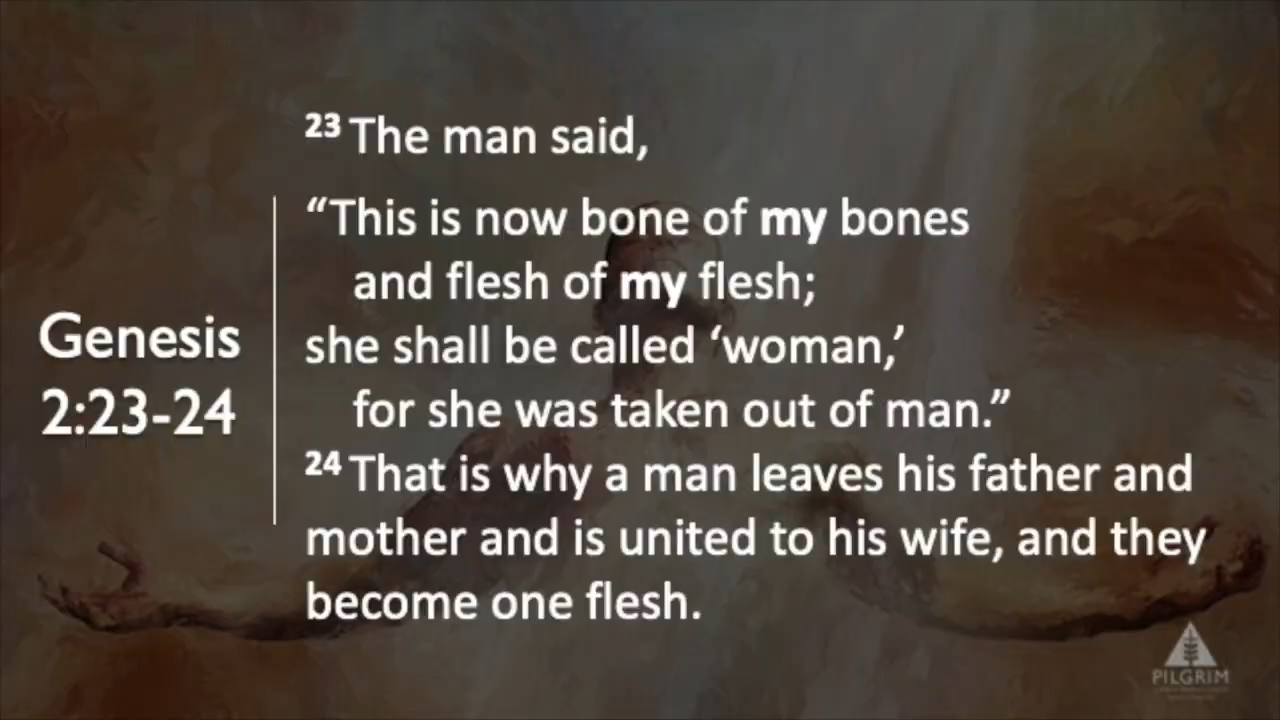 Genesis
2:23-24
23 The man said,
“This is now bone of my bones
and flesh of my flesh;
she shall be called ‘woman,’
for she was taken out of man.”
24 That is why a man leaves his father and
mother and is united to his wife, and they
become one flesh.
PILGRIM